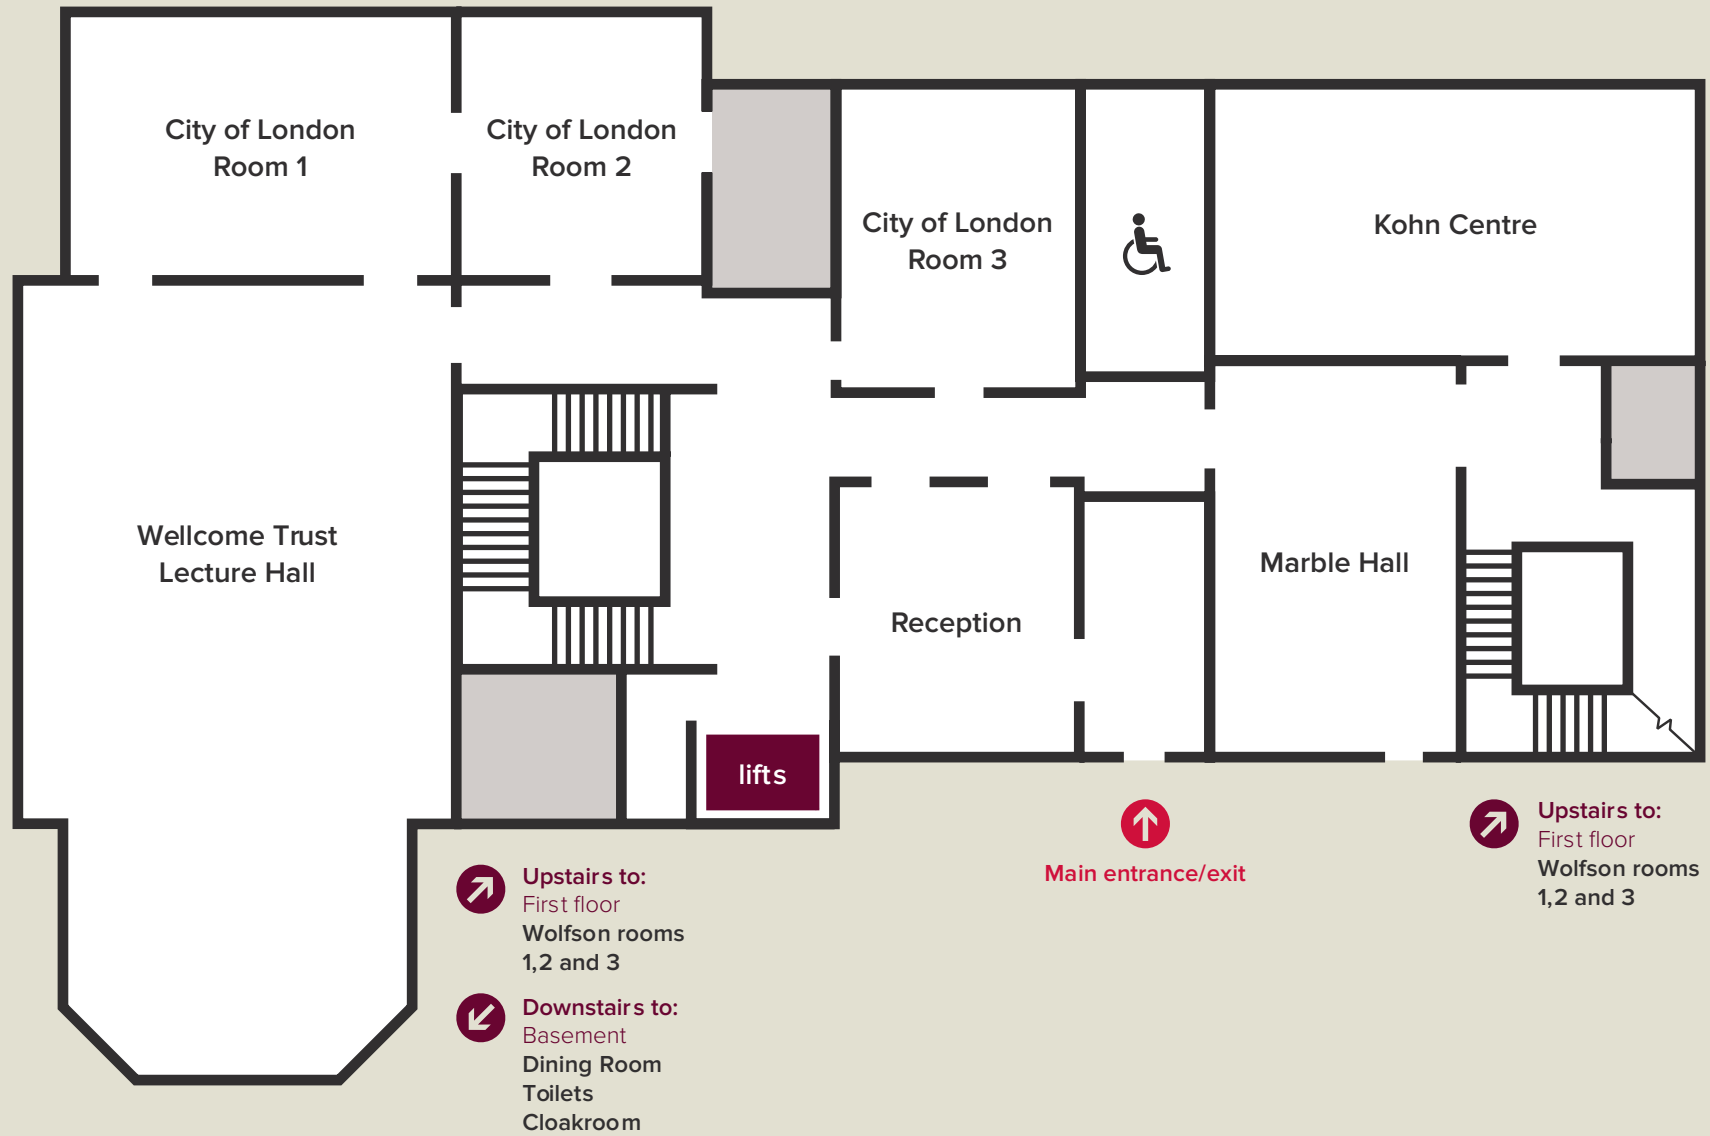 City of London
Room 1
City of London
Room 2
City of London
Room 3
Kohn Centre
Wellcome Trust
Lecture Hall
Reception
Marble Hall
lifts
Main entrance/exit
Upstairs to:
First floor
Wolfson rooms
1,2 and 3
Upstairs to:
First floor
Wolfson rooms
1,2 and 3
Downstairs to:
Basement
Dining Room
Toilets
Cloakroom